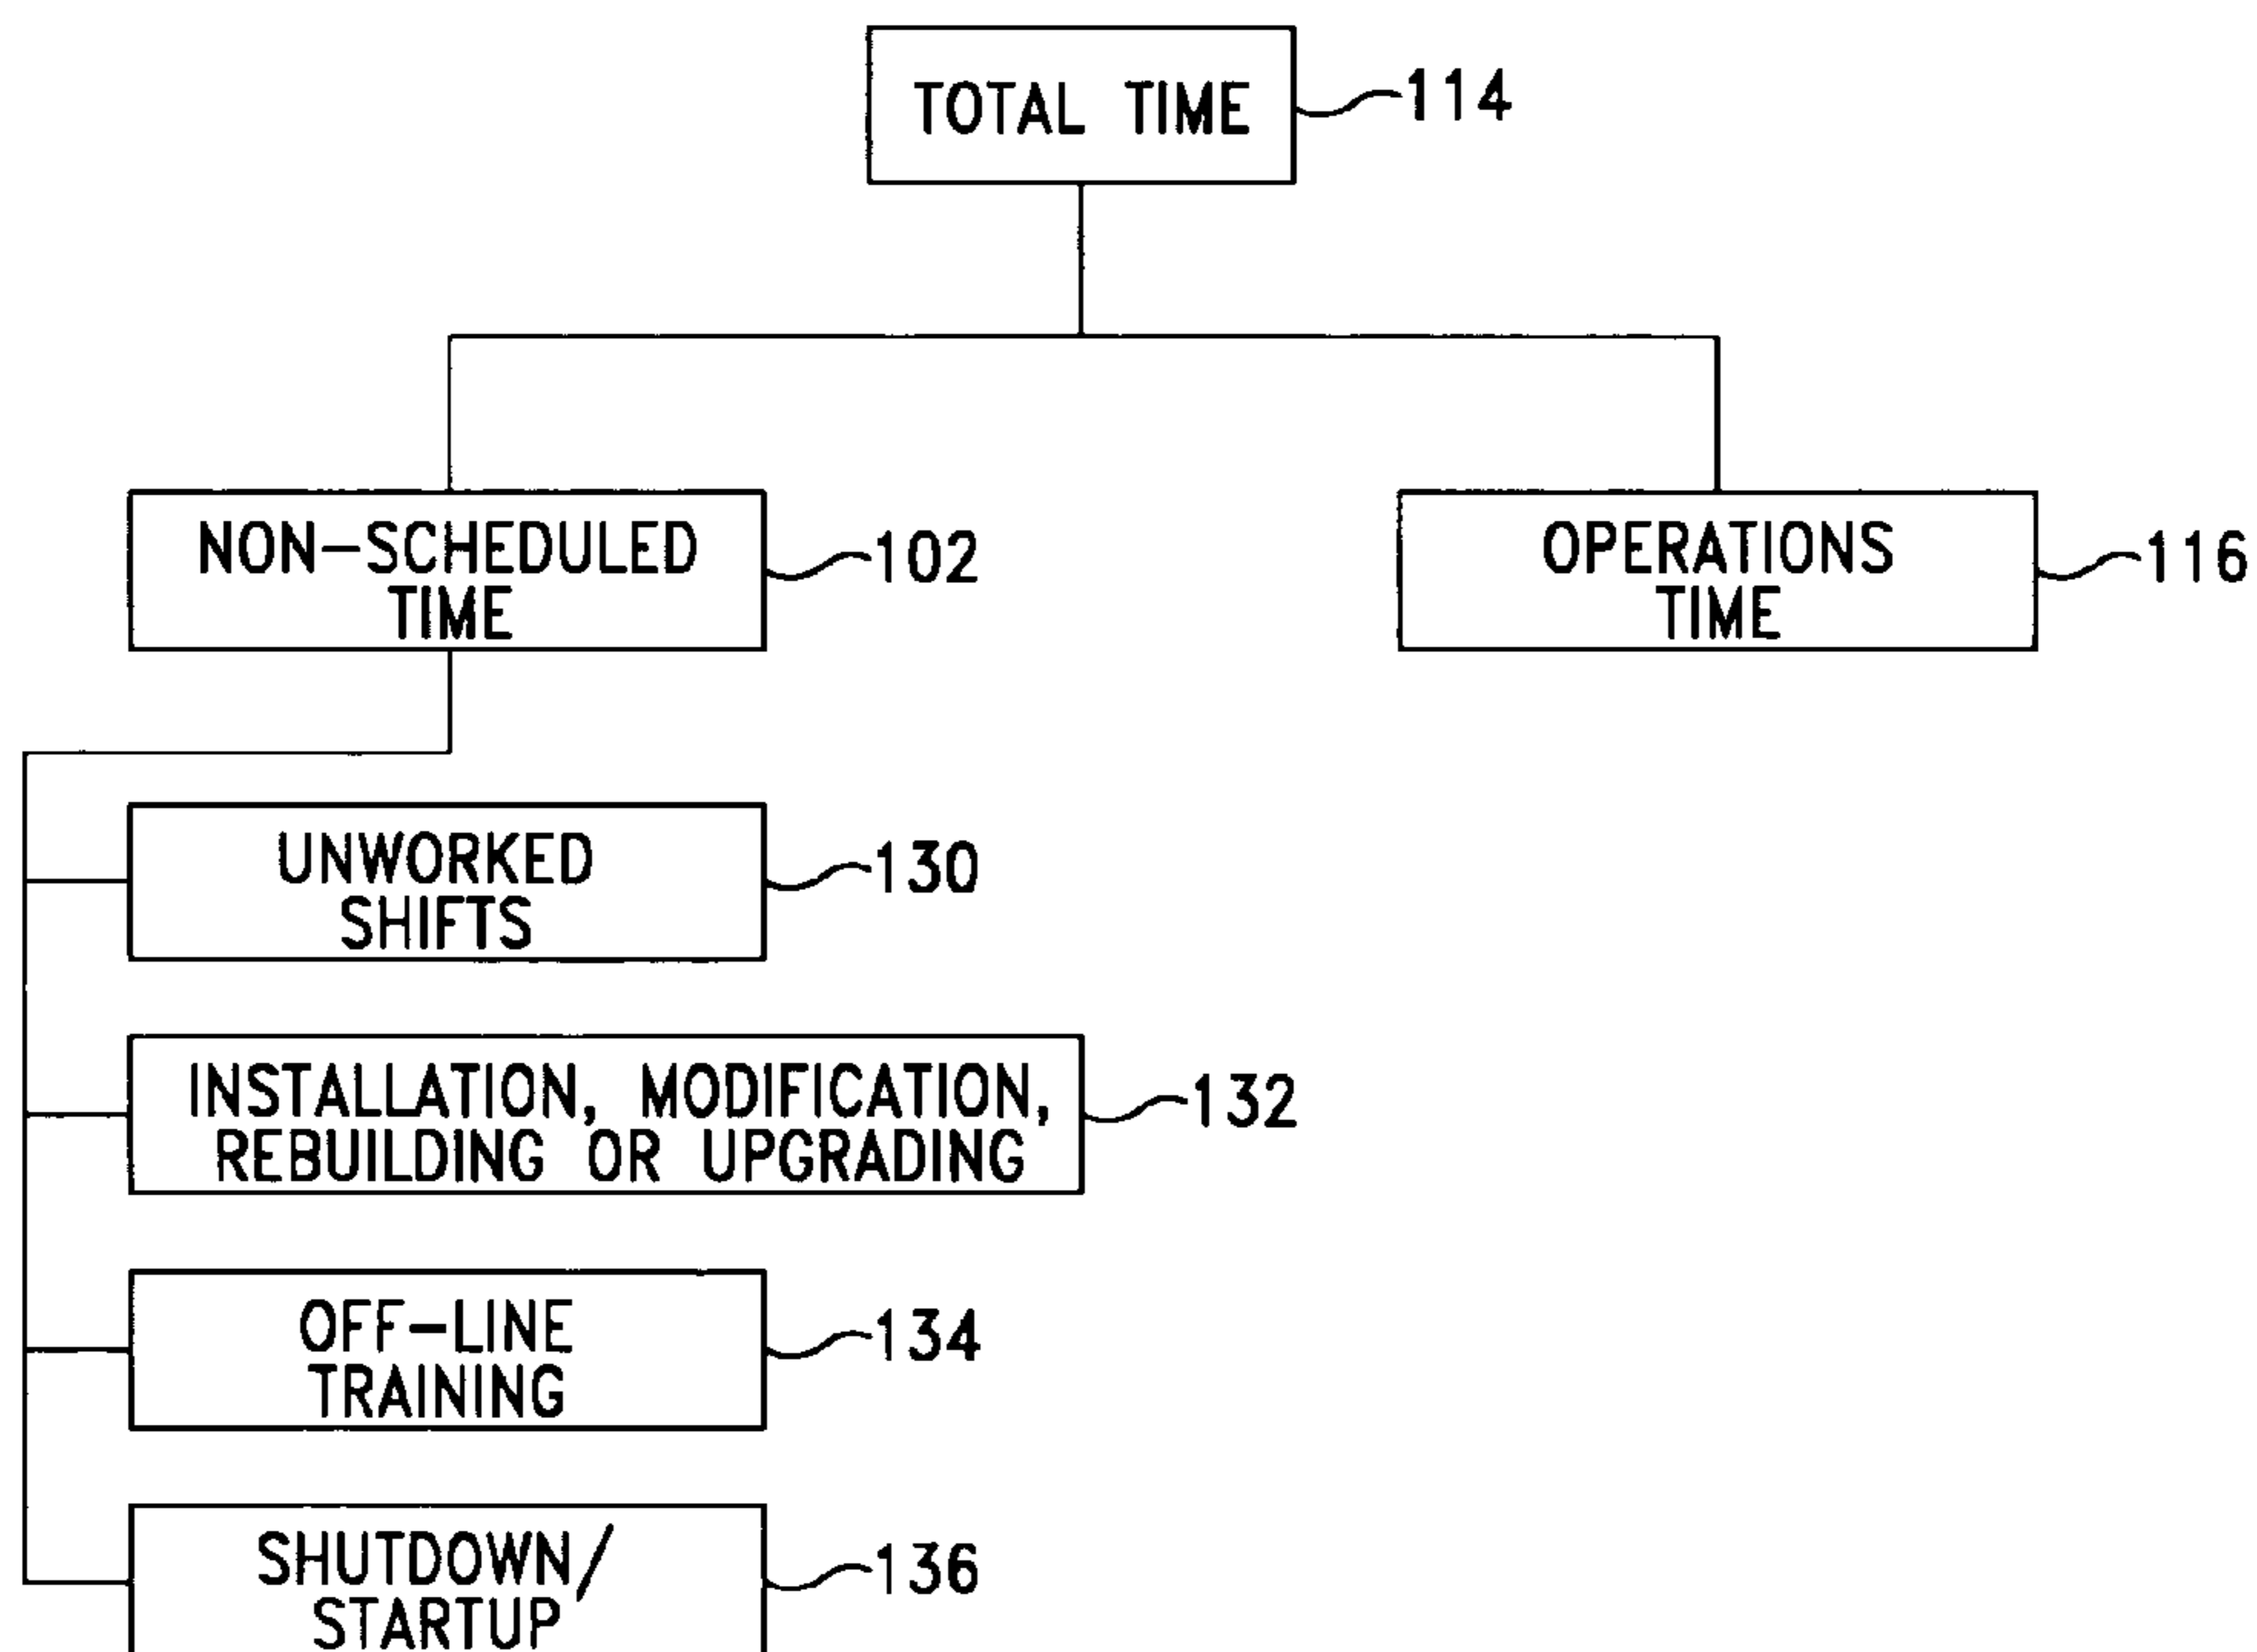 TOTAL TIME
114
NON-SCHEDULED
TIME
102
OPERATIONS
TIME
116
UNWORKED
SHIFTS
130
INSTALLATION, MODIFICATION,
REBUILDING OR UPGRADING
132
OFF-LINE
TRAINING
134
SHUTDOWN/
STARTUP
136